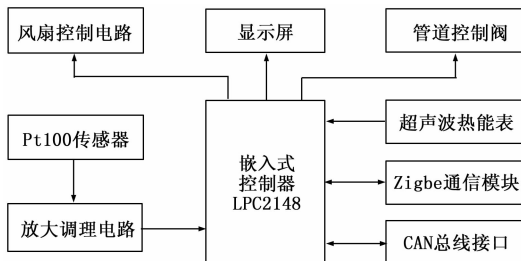 风扇控制电路
显示屏
管道控制阀
Pt100传感器
超声波热能表
嵌入式
控制器
LPC2148
Zigbe通信模块
放大调理电路
CAN总线接口